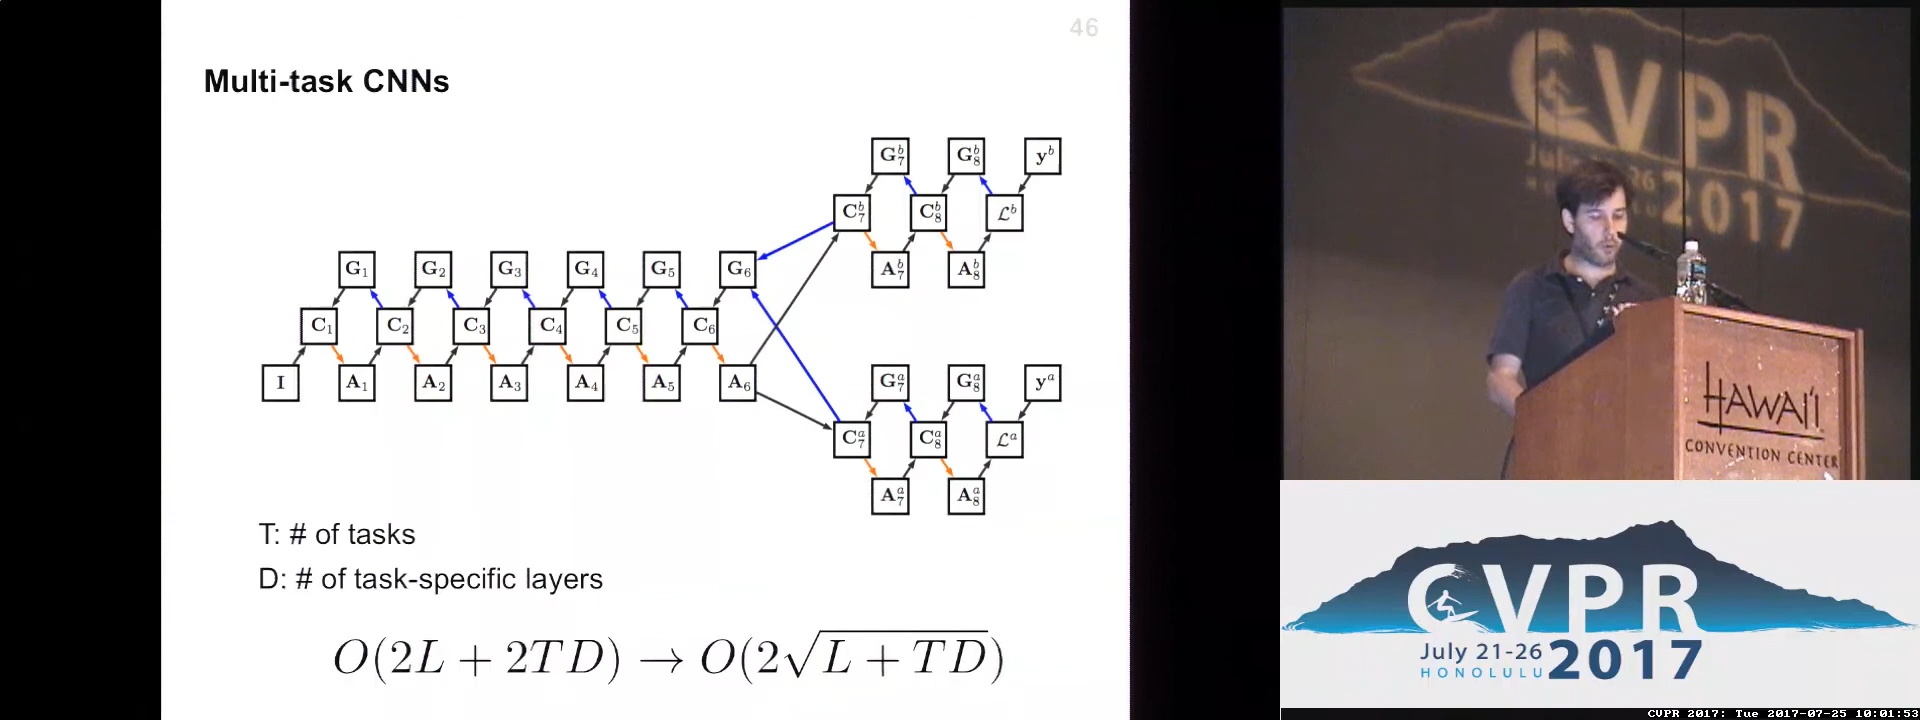 46
Multi-task CNNs
G₇ᵇ G₈ᵇ yᵇ
C₇ᵇ C₈ᵇ ℒᵇ
A₇ᵇ A₈ᵇ
G₁ G₂ G₃ G₄ G₅ G₆
C₁ C₂ C₃ C₄ C₅ C₆
I A₁ A₂ A₃ A₄ A₅ A₆
G₇ᵃ G₈ᵃ yᵃ
C₇ᵃ C₈ᵃ ℒᵃ
A₇ᵃ A₈ᵃ
T: # of tasks
D: # of task-specific layers
O(2L + 2TD) → O(2√(L + TD))
CVPR
2017
HAWAI'I
CONVENTION CENTER
CVPR
July 21-26
HONOLULU
2017
CVPR 2017: Tue 2017-07-25 10:01:53